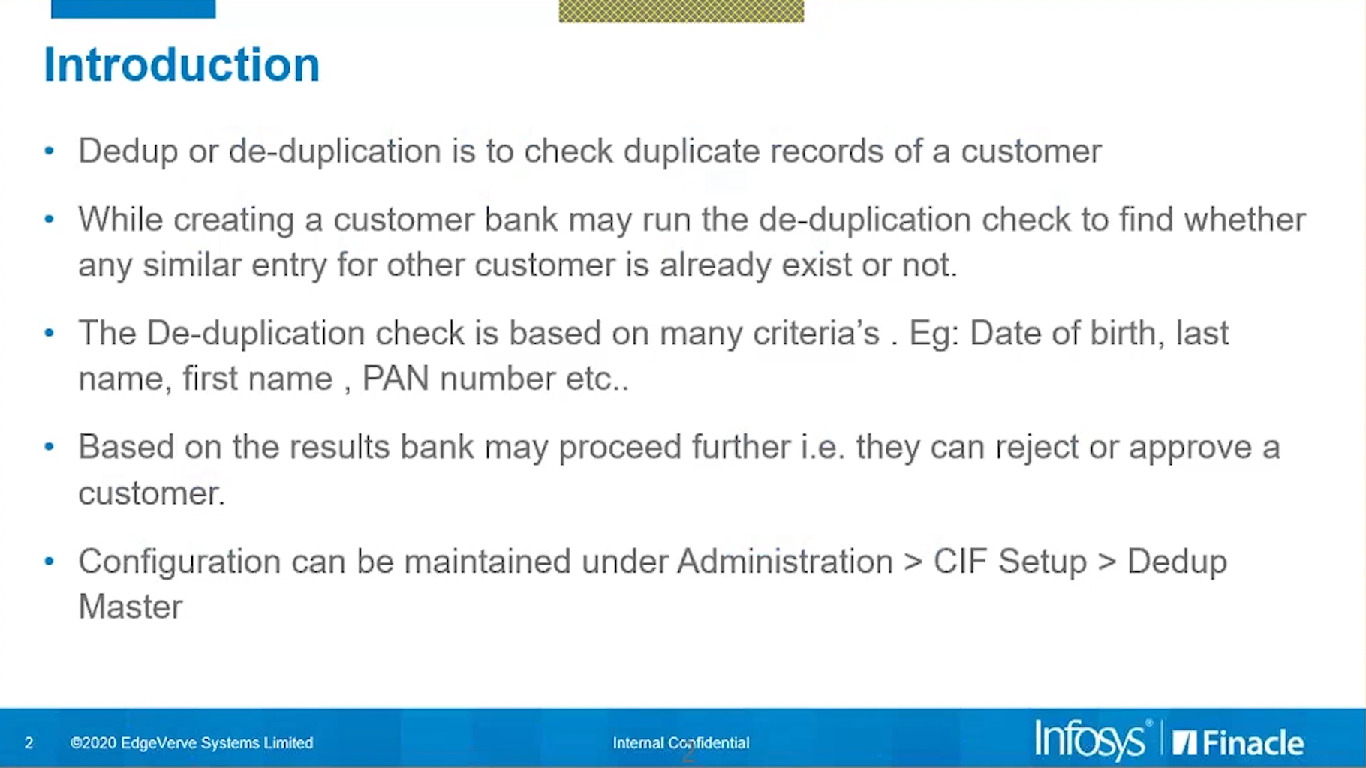 Introduction
• Dedup or de-duplication is to check duplicate records of a customer
• While creating a customer bank may run the de-duplication check to find whether
any similar entry for other customer is already exist or not.
• The De-duplication check is based on many criteria’s . Eg: Date of birth, last
name, first name , PAN number etc..
• Based on the results bank may proceed further i.e. they can reject or approve a
customer.
• Configuration can be maintained under Administration > CIF Setup > Dedup
Master
2 ©2020 EdgeVerve Systems Limited Internal Confidential Infosys® | Finacle
2